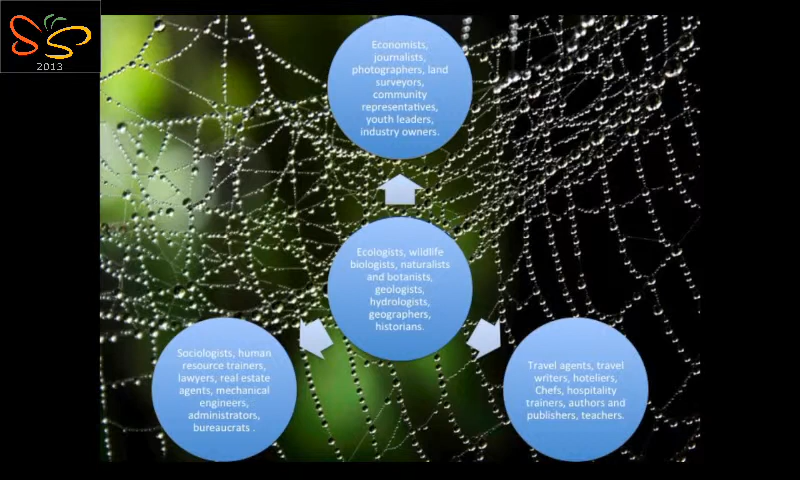 2013
Economists,
journalists,
photographers, land
surveyors,
community
representatives,
youth leaders,
industry owners.
Ecologists, wildlife
biologists, naturalists
and botanists,
geologists,
hydrologists,
geographers,
historians.
Sociologists, human
resource trainers,
lawyers, real estate
agents, mechanical
engineers,
administrators,
bureaucrats .
Travel agents, travel
writers, hoteliers,
Chefs, hospitality
trainers, authors and
publishers, teachers.